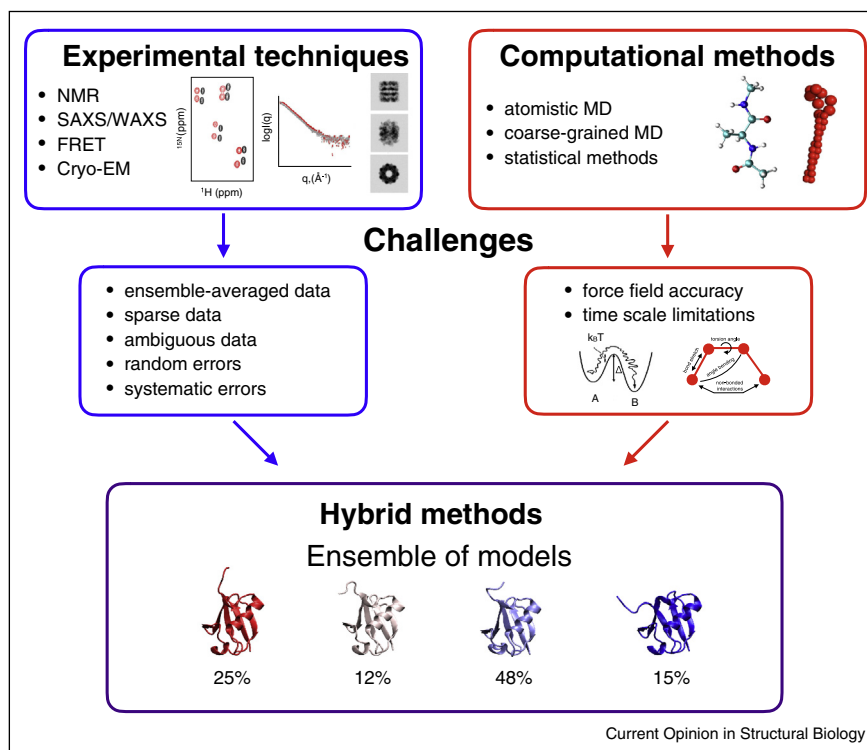 Experimental techniques
• NMR
• SAXS/WAXS
• FRET
• Cryo-EM
¹⁵N(ppm)
¹H (ppm)
logI(q)
q,(Å⁻¹)
Computational methods
• atomistic MD
• coarse-grained MD
• statistical methods
Challenges
• ensemble-averaged data
• sparse data
• ambiguous data
• random errors
• systematic errors
• force field accuracy
• time scale limitations
k_BT
Δ
A
B
bond stretch
torsion angle
angle bending
non-bonded
interactions
Hybrid methods
Ensemble of models
25%
12%
48%
15%
Current Opinion in Structural Biology